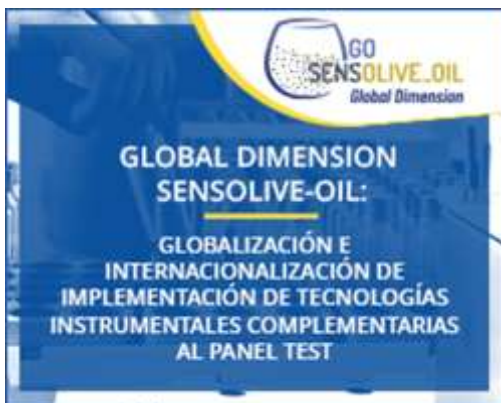 GO
SENSOLIVE_OIL
Global Dimension
GLOBAL DIMENSION
SENSOLIVE-OIL:
GLOBALIZACIÓN E
INTERNACIONALIZACIÓN DE
IMPLEMENTACIÓN DE TECNOLOGÍAS
INSTRUMENTALES COMPLEMENTARIAS
AL PANEL TEST